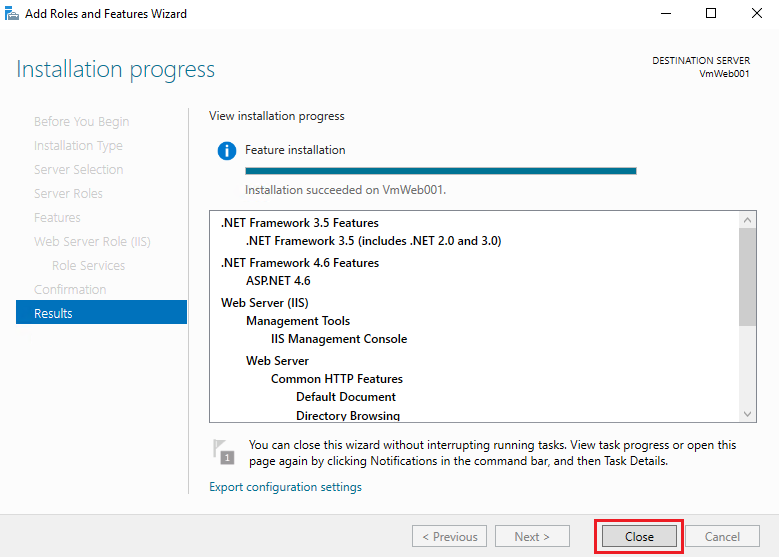 Add Roles and Features Wizard
Installation progress
DESTINATION SERVER
VmWeb001
Before You Begin
Installation Type
Server Selection
Server Roles
Features
Web Server Role (IIS)
Role Services
Confirmation
Results
View installation progress
Feature installation
Installation succeeded on VmWeb001.
.NET Framework 3.5 Features
.NET Framework 3.5 (includes .NET 2.0 and 3.0)
.NET Framework 4.6 Features
ASP.NET 4.6
Web Server (IIS)
Management Tools
IIS Management Console
Web Server
Common HTTP Features
Default Document
Directory Browsing
1
You can close this wizard without interrupting running tasks. View task progress or open this
page again by clicking Notifications in the command bar, and then Task Details.
Export configuration settings
< Previous
Next >
Close
Cancel